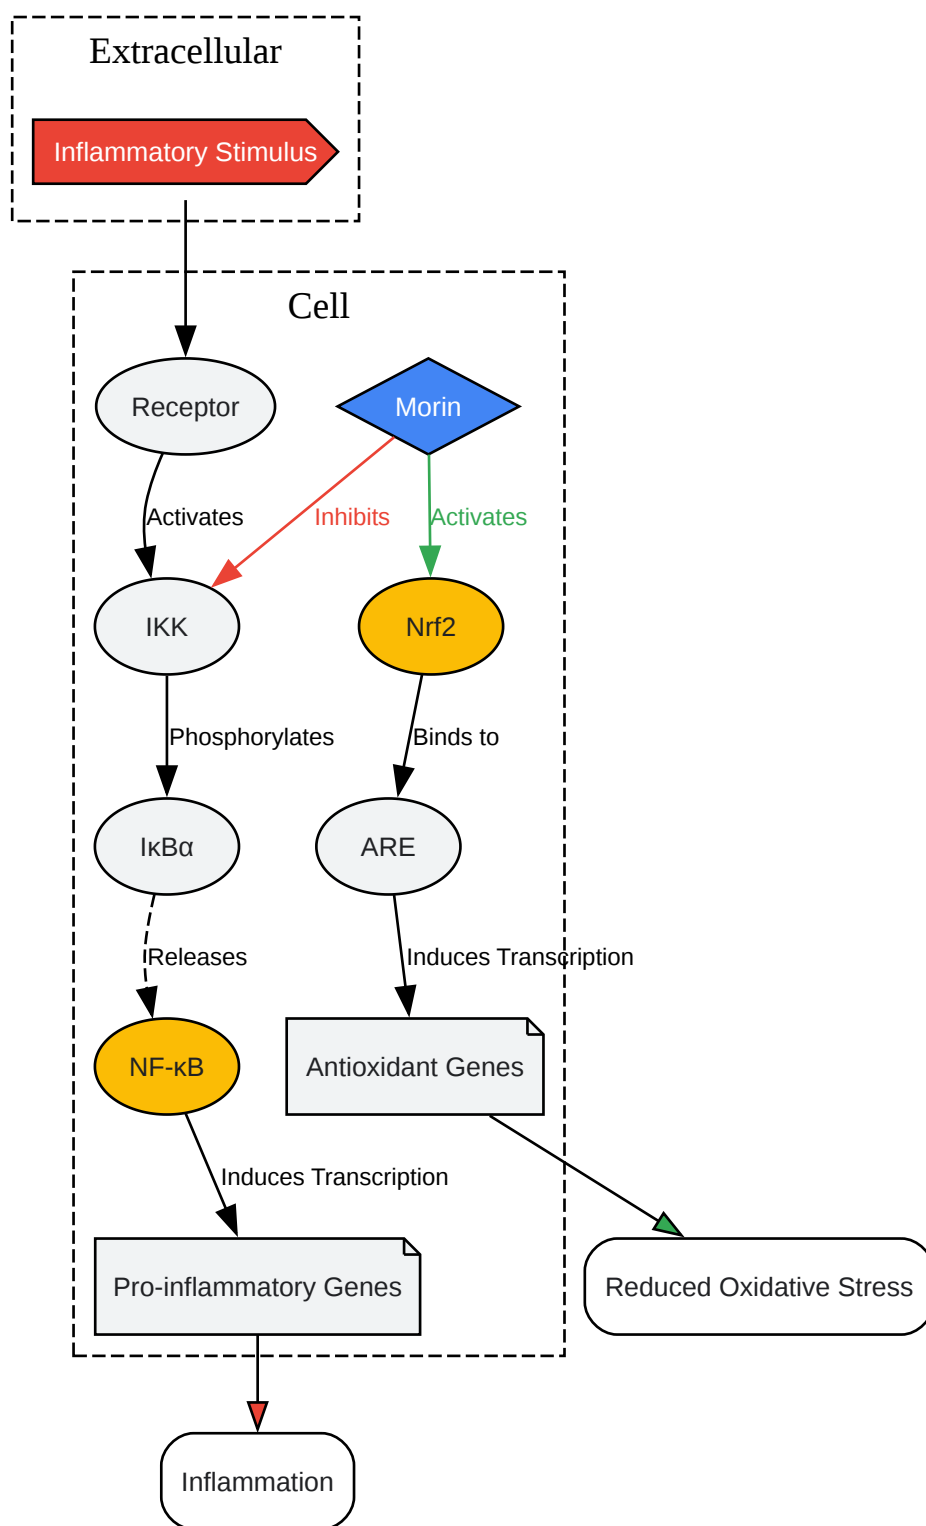 Extracellular
Inflammatory Stimulus
Cell
Receptor
Morin
Activates
Inhibits
Activates
IKK
Nrf2
Phosphorylates
Binds to
IκBα
ARE
Releases
Induces Transcription
NF-κB
Antioxidant Genes
Induces Transcription
Pro-inflammatory Genes
Reduced Oxidative Stress
Inflammation